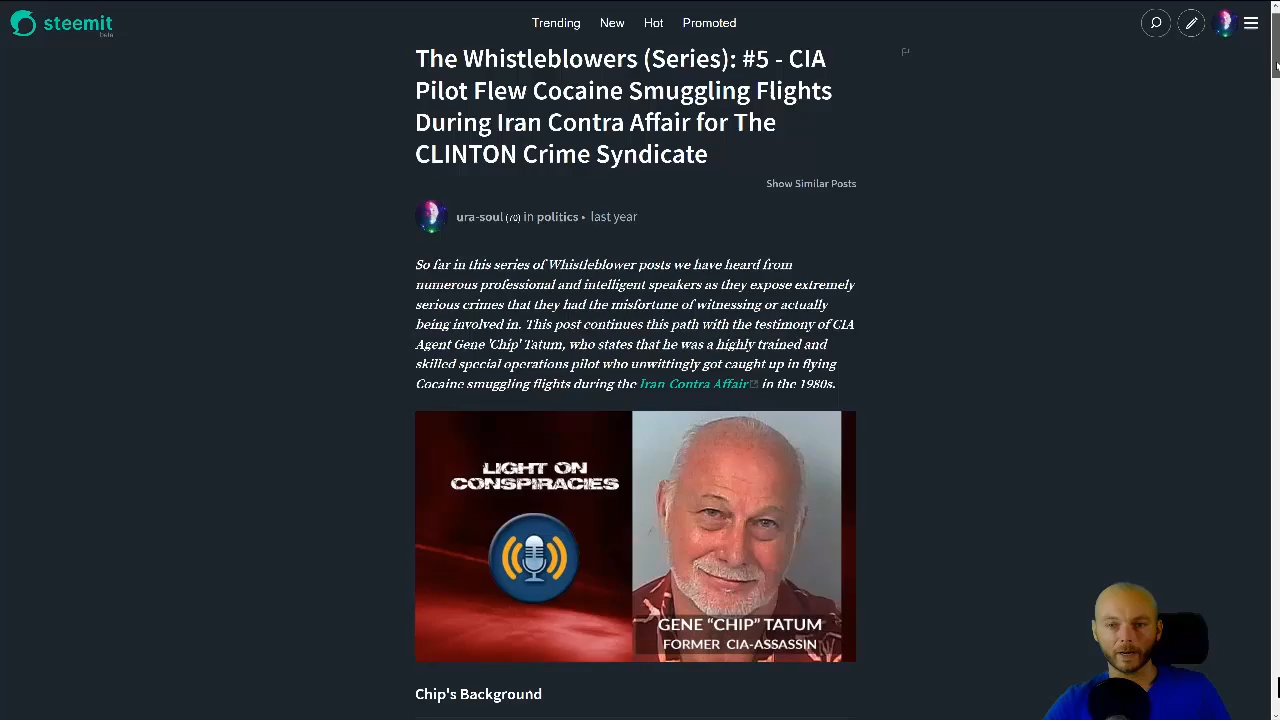 steemit
beta
Trending New Hot Promoted
The Whistleblowers (Series): #5 - CIA
Pilot Flew Cocaine Smuggling Flights
During Iran Contra Affair for The
CLINTON Crime Syndicate
Show Similar Posts
ura-soul (70) in politics • last year
So far in this series of Whistleblower posts we have heard from
numerous professional and intelligent speakers as they expose extremely
serious crimes that they had the misfortune of witnessing or actually
being involved in. This post continues this path with the testimony of CIA
Agent Gene 'Chip' Tatum, who states that he was a highly trained and
skilled special operations pilot who unwittingly got caught up in flying
Cocaine smuggling flights during the Iran Contra Affair in the 1980s.
LIGHT ON
CONSPIRACIES
GENE “CHIP” TATUM
FORMER CIA-ASSASSIN
Chip's Background